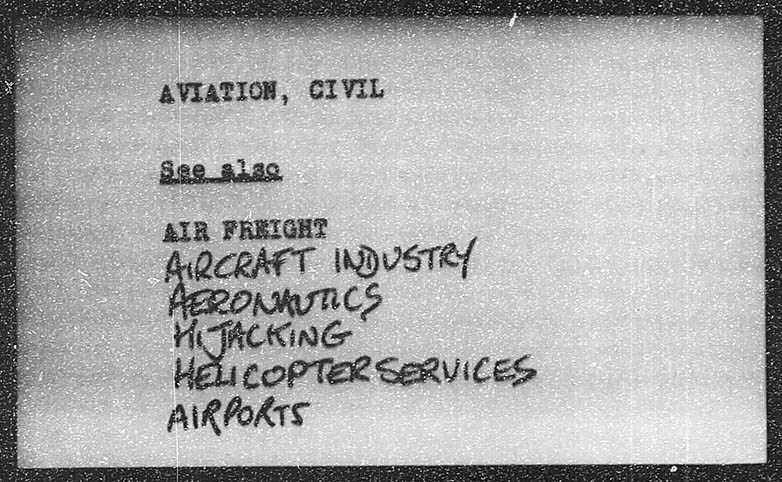 AVIATION, CIVIL
See also
AIR FREIGHT
AIRCRAFT INDUSTRY
AERONAUTICS
HIJACKING
HELICOPTER SERVICES
AIRPORTS